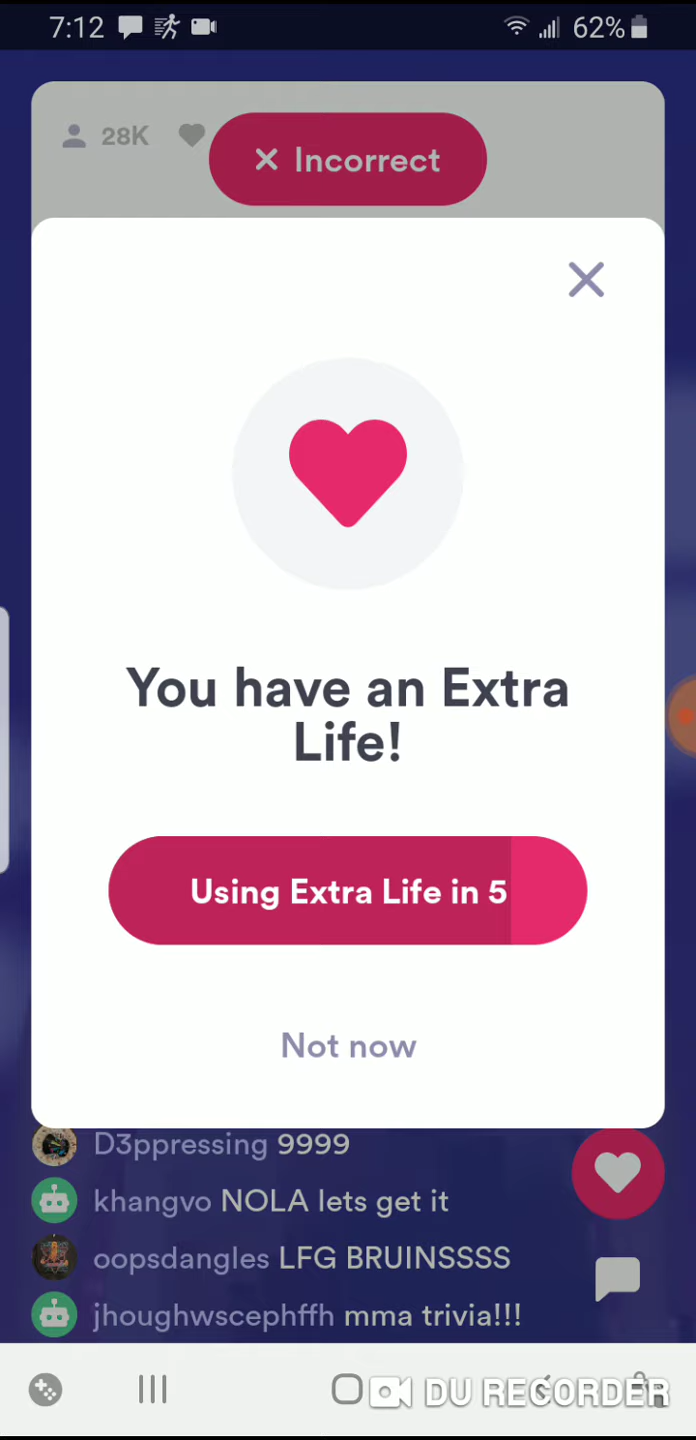 7:12 62%
28K
× Incorrect
You have an Extra
Life!
Using Extra Life in 5
Not now
D3ppressing 9999
khangvo NOLA lets get it
oopsdangles LFG BRUINSSSS
jhoughwscephffh mma trivia!!!
DU RECORDER